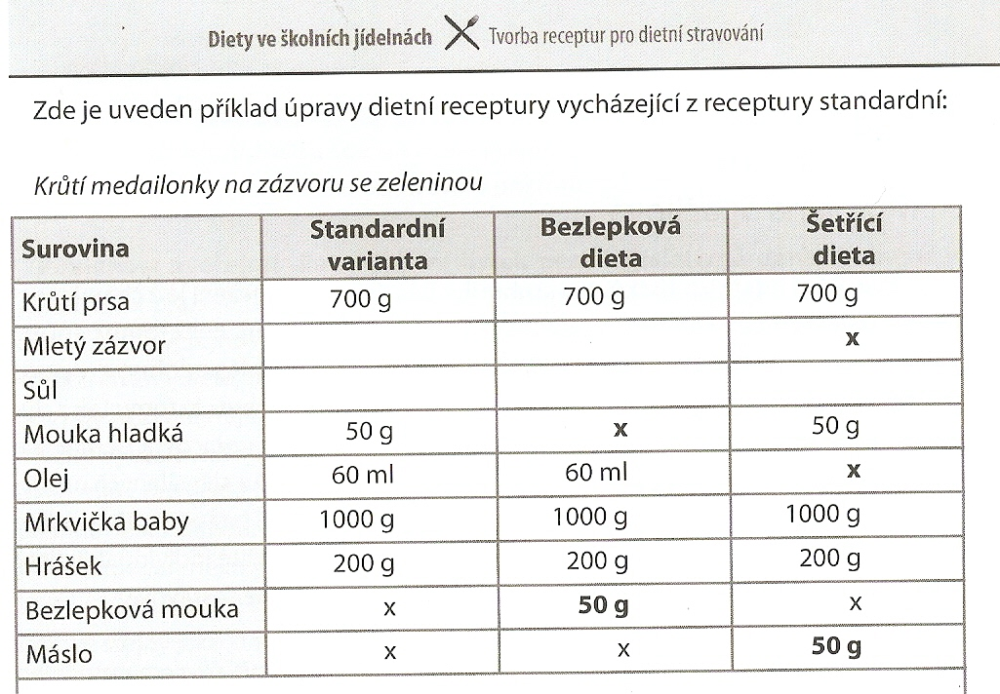 Diety ve školních jídelnách Tvorba receptur pro dietní stravování
Zde je uveden příklad úpravy dietní receptury vycházející z receptury standardní:
Krůtí medailonky na zázvoru se zeleninou
Surovina Standardní varianta Bezlepková dieta Šetřící dieta
Krůtí prsa 700 g 700 g 700 g
Mletý zázvor x
Sůl
Mouka hladká 50 g x 50 g
Olej 60 ml 60 ml x
Mrkvička baby 1000 g 1000 g 1000 g
Hrášek 200 g 200 g 200 g
Bezlepková mouka x 50 g x
Máslo x x 50 g